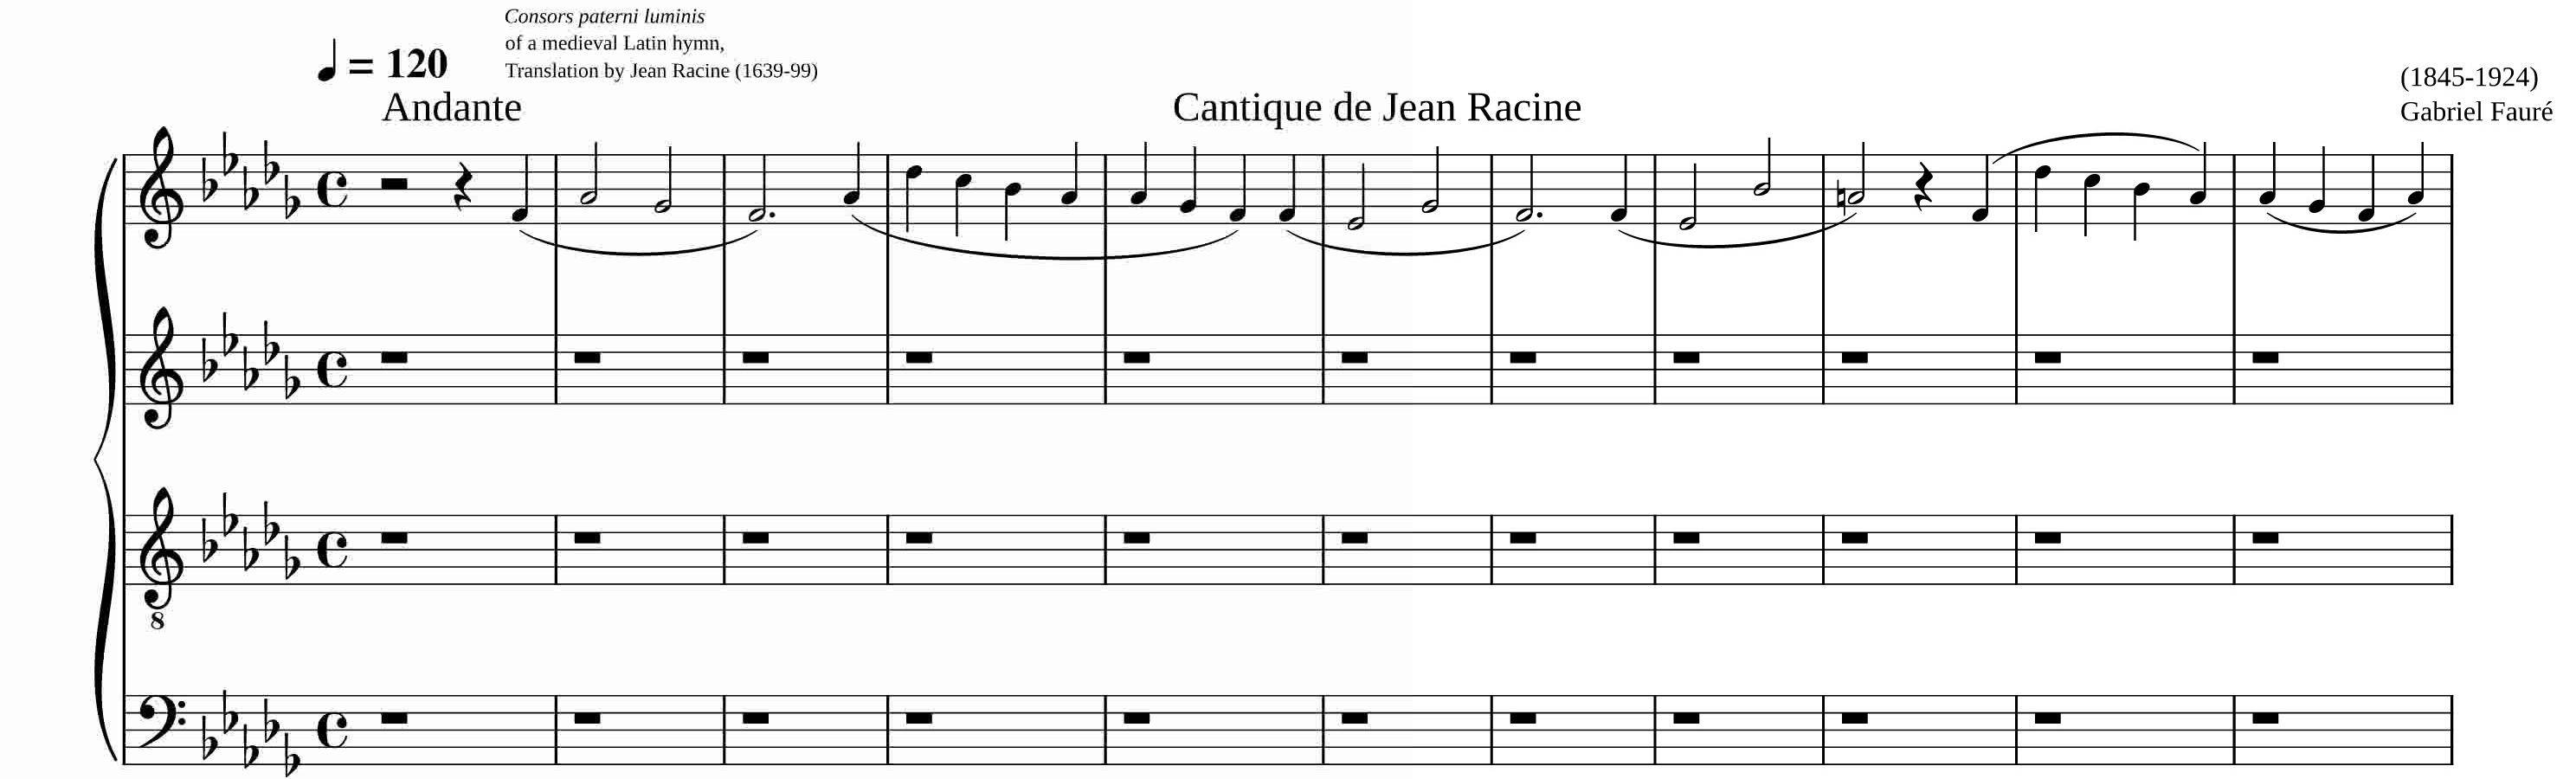 Consors paterni luminis
of a medieval Latin hymn,
Translation by Jean Racine (1639-99)
= 120
Andante
Cantique de Jean Racine
(1845-1924)
Gabriel Fauré
8